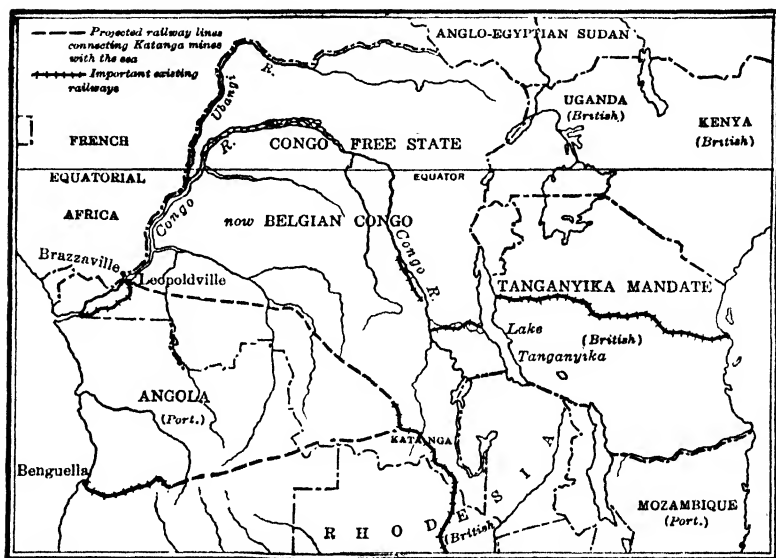 Projected railway lines
connecting Katanga mines
with the sea
Important existing
railways
ANGLO-EGYPTIAN SUDAN
Ubangi R.
UGANDA
(British)
KENYA
(British)
FRENCH
EQUATORIAL
AFRICA
R.
CONGO FREE STATE
EQUATOR
Congo
now BELGIAN CONGO
Congo R.
Brazzaville
Leopoldville
TANGANYIKA MANDATE
(British)
Lake
Tanganyika
ANGOLA
(Port.)
KATANGA
Benguella
RHODESIA
(British)
MOZAMBIQUE
(Port.)